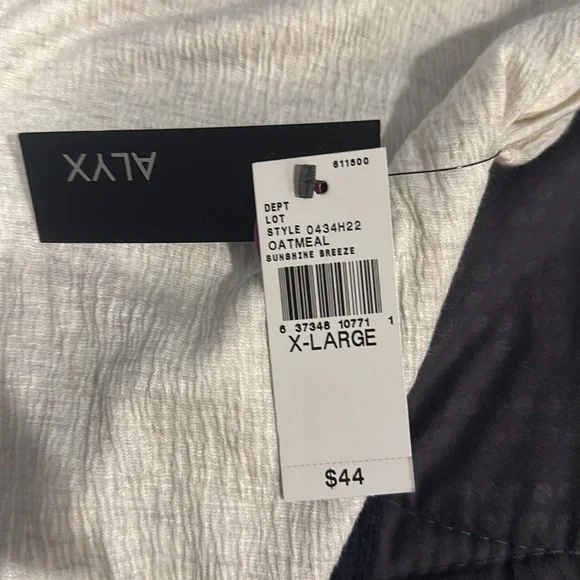 ALYX
611500
DEPT
LOT
STYLE 0434H22
OATMEAL
SUNSHINE BREEZE
6 37348 10771 1
X-LARGE
$44